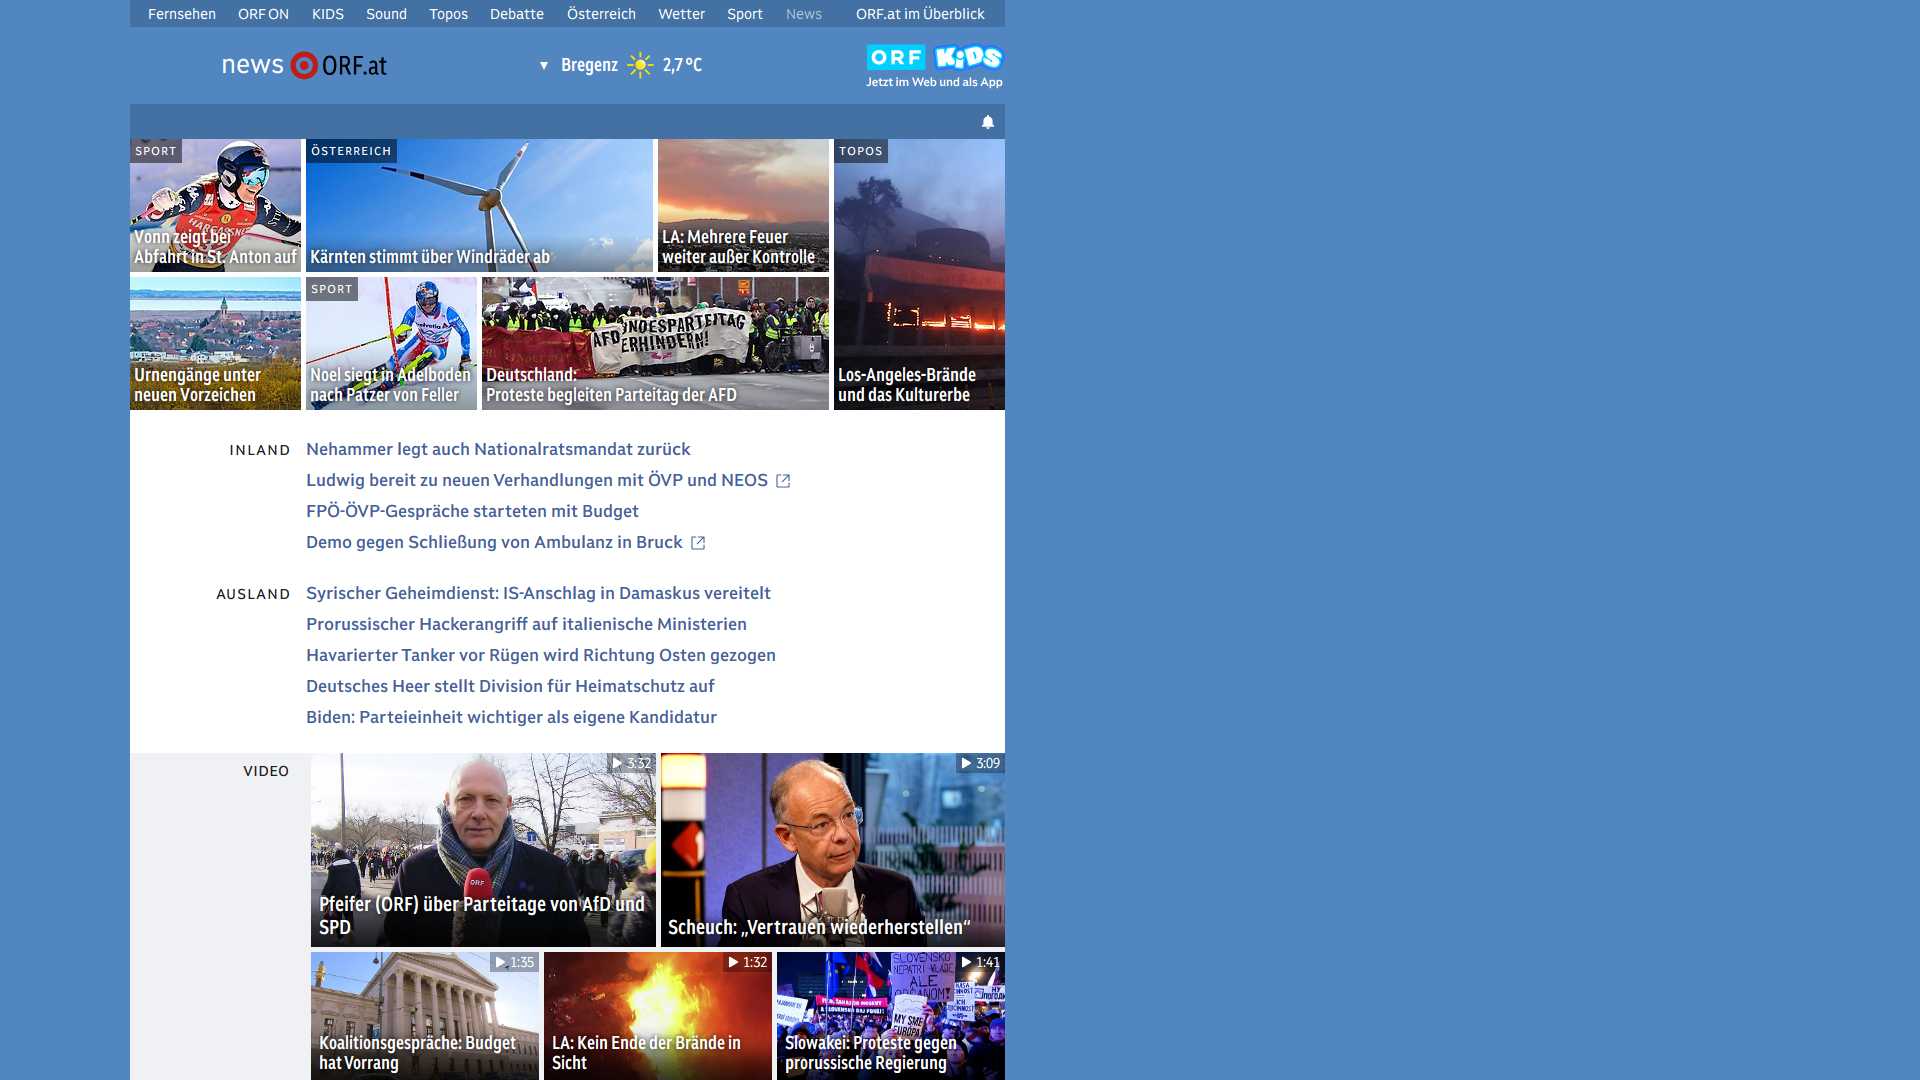 Fernsehen ORF ON KIDS Sound Topos Debatte Österreich Wetter Sport News ORF.at im Überblick
news ORF.at
▼ Bregenz 2,7 °C
ORF KiDS
Jetzt im Web und als App
SPORT
Vonn zeigt bei
Abfahrt in St. Anton auf
ÖSTERREICH
Kärnten stimmt über Windräder ab
LA: Mehrere Feuer
weiter außer Kontrolle
TOPOS
Los-Angeles-Brände
und das Kulturerbe
Urnengänge unter
neuen Vorzeichen
SPORT
Noel siegt in Adelboden
nach Patzer von Feller
Deutschland:
Proteste begleiten Parteitag der AFD
INLAND
Nehammer legt auch Nationalratsmandat zurück
Ludwig bereit zu neuen Verhandlungen mit ÖVP und NEOS
FPÖ-ÖVP-Gespräche starteten mit Budget
Demo gegen Schließung von Ambulanz in Bruck
AUSLAND
Syrischer Geheimdienst: IS-Anschlag in Damaskus vereitelt
Prorussischer Hackerangriff auf italienische Ministerien
Havarierter Tanker vor Rügen wird Richtung Osten gezogen
Deutsches Heer stellt Division für Heimatschutz auf
Biden: Parteieinheit wichtiger als eigene Kandidatur
VIDEO
3:32
Pfeifer (ORF) über Parteitage von AfD und
SPD
3:09
Scheuch: „Vertrauen wiederherstellen“
1:35
Koalitionsgespräche: Budget
hat Vorrang
1:32
LA: Kein Ende der Brände in
Sicht
1:41
SLOVENSKO
NEPATRÍ VLÁDE
ALE
OBČANOM!
MY SME
EURÓPA
Slowakei: Proteste gegen
prorussische Regierung